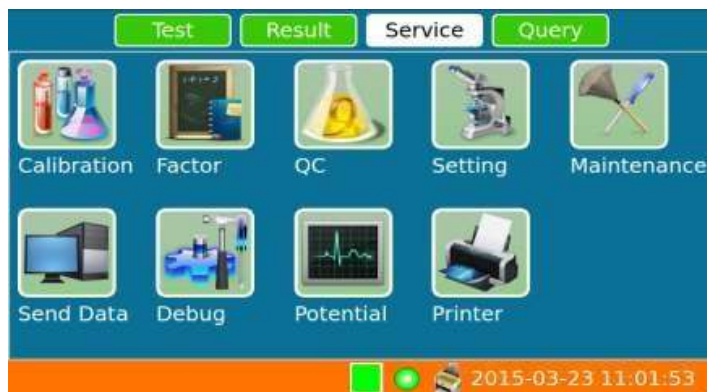 Test Result Service Query
Calibration Factor QC Setting Maintenance
Send Data Debug Potential Printer
2015-03-23 11:01:53